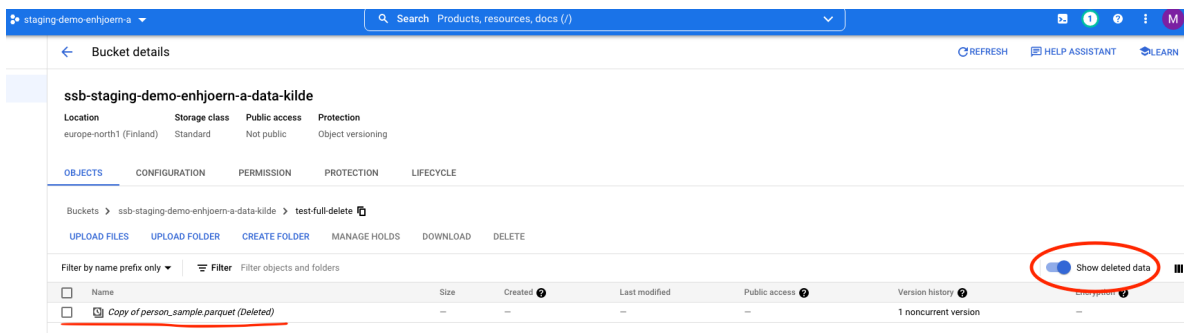 staging-demo-enhjoern-a
Search Products, resources, docs (/)
1
?
M
Bucket details
REFRESH
HELP ASSISTANT
LEARN
ssb-staging-demo-enhjoern-a-data-kilde
Location Storage class Public access Protection
europe-north1 (Finland) Standard Not public Object versioning
OBJECTS CONFIGURATION PERMISSION PROTECTION LIFECYCLE
Buckets > ssb-staging-demo-enhjoern-a-data-kilde > test-full-delete
UPLOAD FILES UPLOAD FOLDER CREATE FOLDER MANAGE HOLDS DOWNLOAD DELETE
Filter by name prefix only Filter Filter objects and folders Show deleted data
Name Size Created ? Last modified Public access ? Version history ? Encryption ?
Copy of person_sample.parquet (Deleted) — — — — 1 noncurrent version —